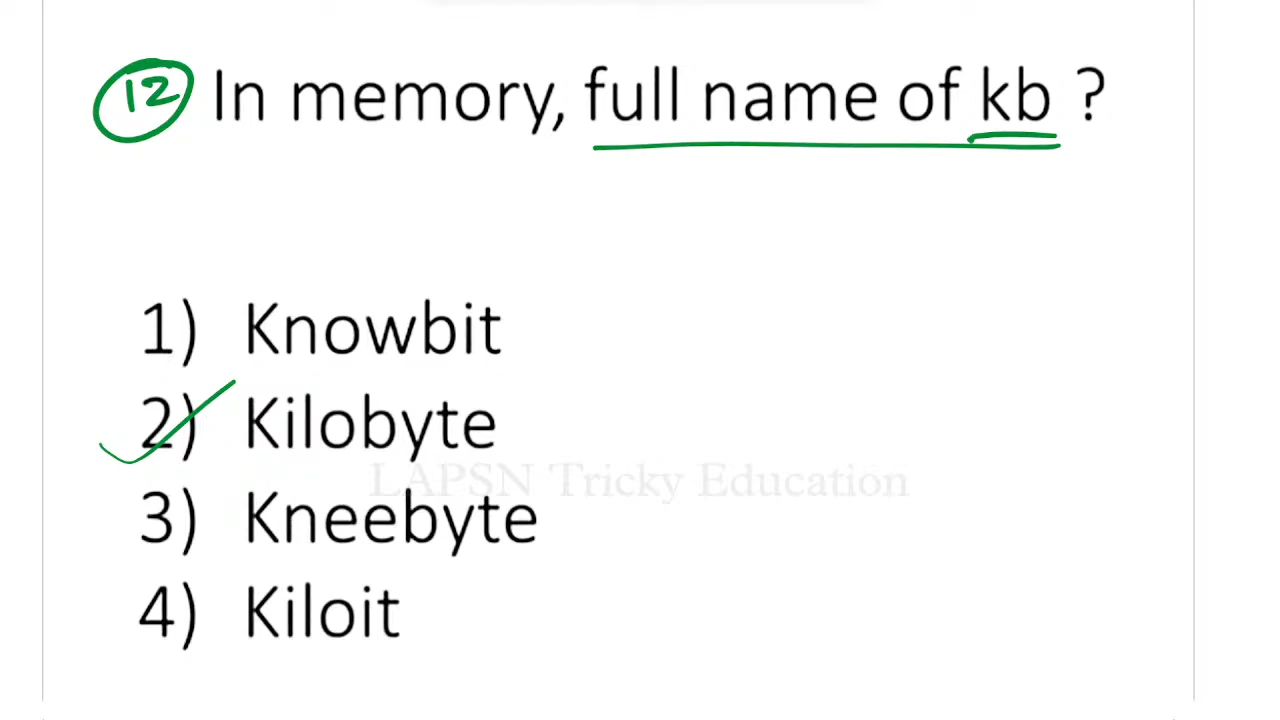 12 In memory, full name of kb ?
1) Knowbit
2) Kilobyte
LAPSN Tricky Education
3) Kneebyte
4) Kiloit